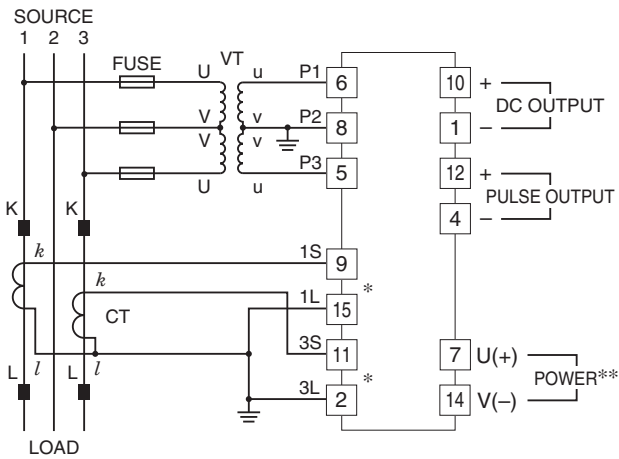 SOURCE
1 2 3
FUSE
VT
U u P1 6
V v P2 8
V v
U u P3 5
10 +
DC OUTPUT
1 –
12 +
PULSE OUTPUT
4 –
K K
k 1S 9
*
k 1L 15
CT
3S 11
*
L l L l 3L 2
7 U(+)
POWER**
14 V(–)
LOAD